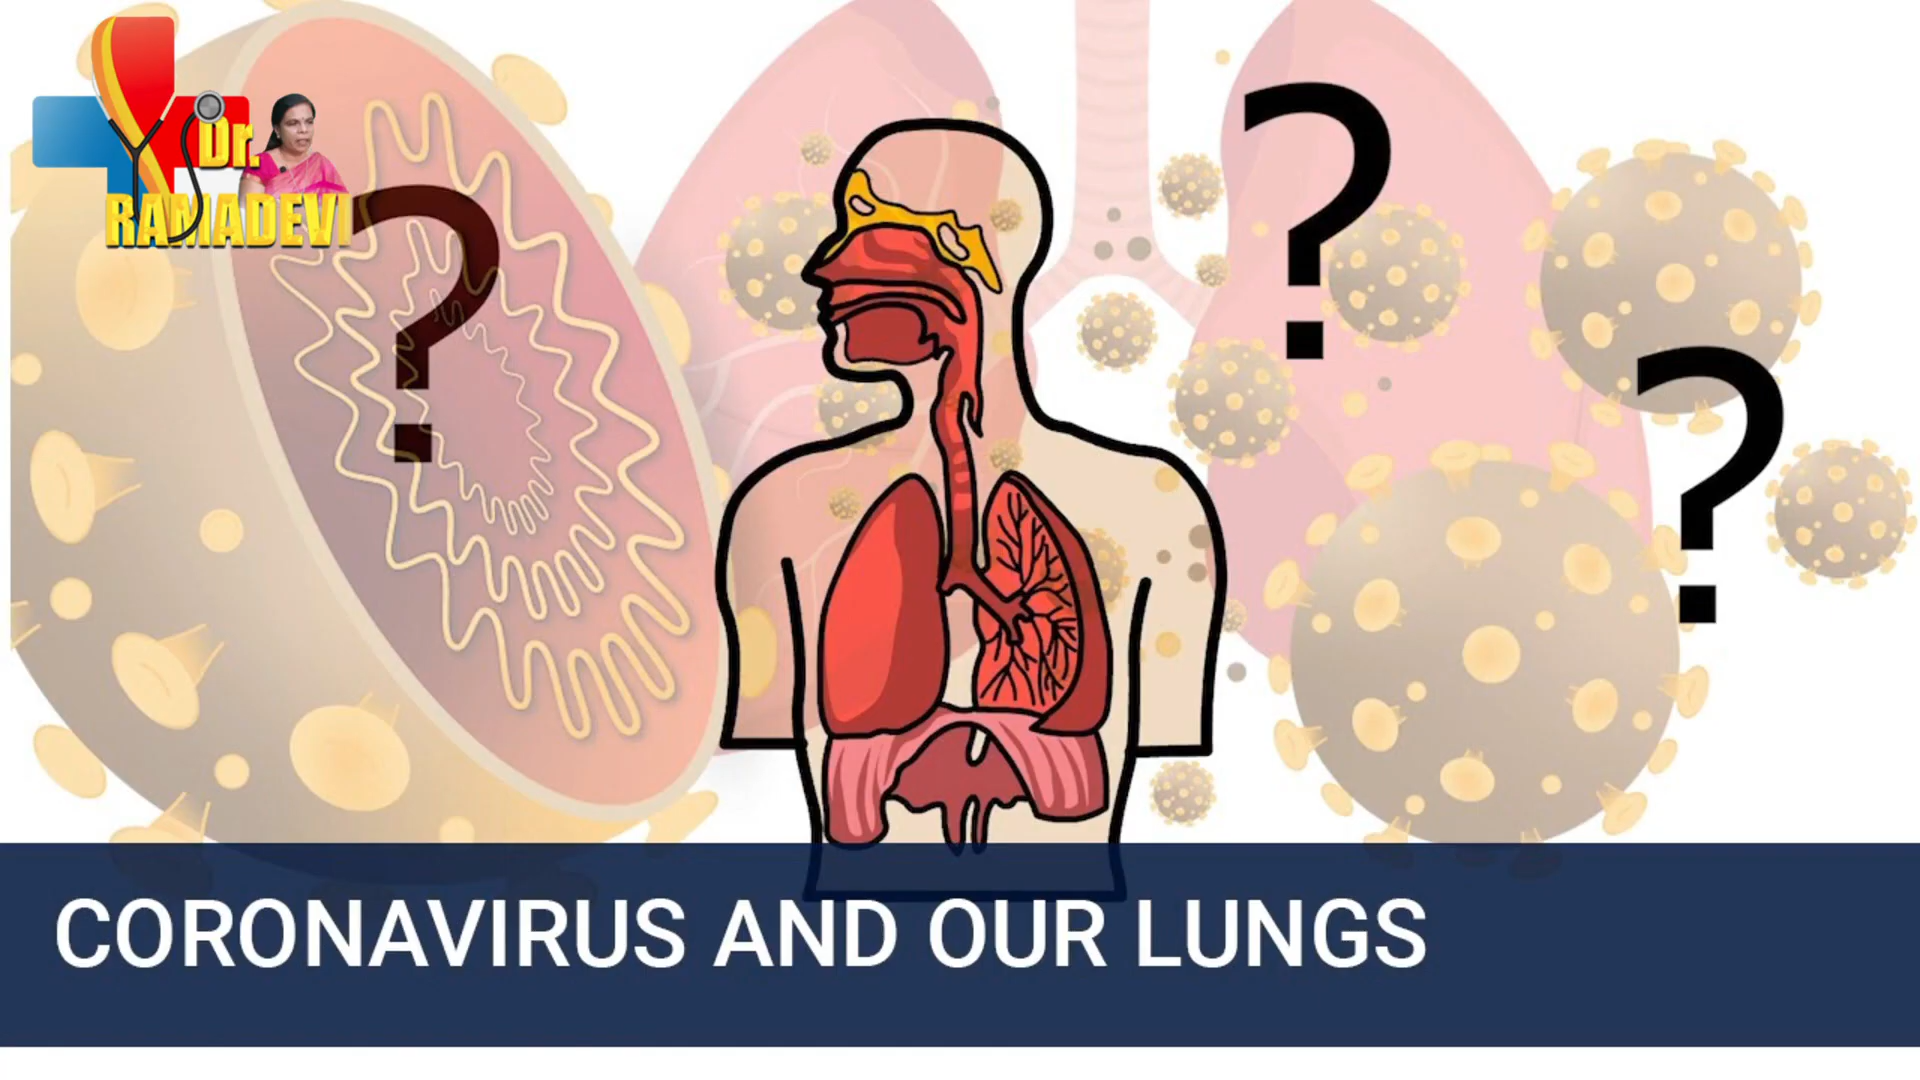 Dr.
RAMADEVI
?
?
?
CORONAVIRUS AND OUR LUNGS